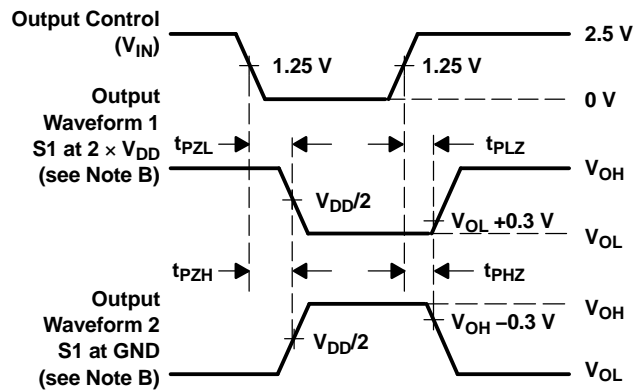 Output Control
(VIN)
2.5 V
1.25 V
1.25 V
0 V
Output
Waveform 1
S1 at 2 × VDD
(see Note B)
tPZL
tPLZ
VOH
VDD/2
VOL +0.3 V
VOL
tPZH
tPHZ
Output
Waveform 2
S1 at GND
(see Note B)
VOH
VOH −0.3 V
VDD/2
VOL